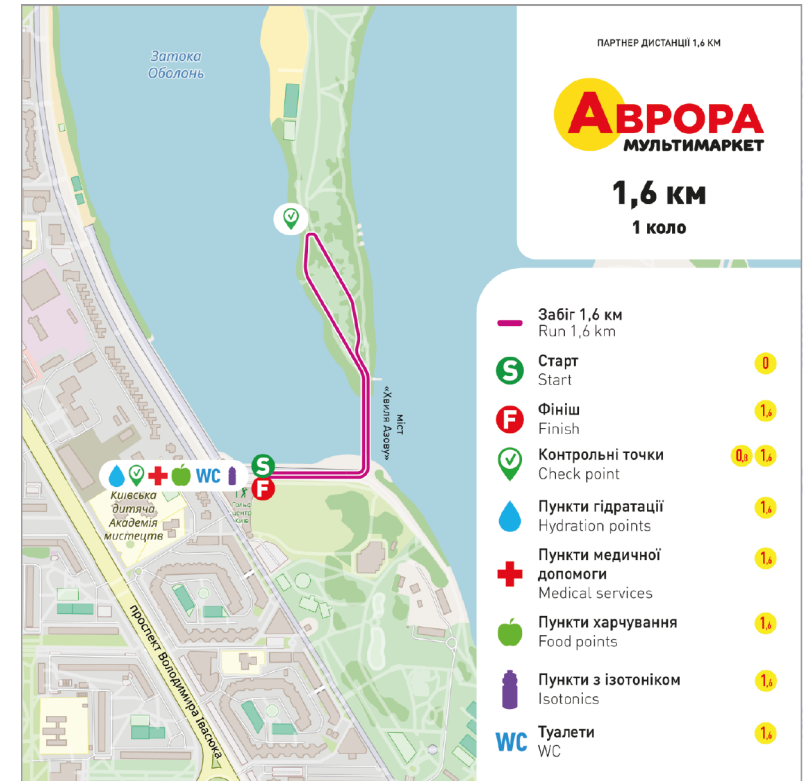 Затока
Оболонь
ПАРТНЕР ДИСТАНЦІЇ 1,6 КМ
АВРОРА
МУЛЬТИМАРКЕТ
1,6 км
1 коло
Забіг 1,6 км
Run 1,6 km
S Старт 0
Start
F Фініш 1,6
Finish
Контрольні точки 0,8 1,6
Check point
Пункти гідратації 1,6
Hydration points
Пункти медичної
допомоги 1,6
Medical services
Пункти харчування 1,6
Food points
Пункти з ізотоніком 1,6
Isotonics
WC Туалети 1,6
WC
міст
«Хвиля Азову»
WC
S
F
Київська
дитяча
Академія
мистецтв
Гольф
центр
Київ
проспект Володимира Івасюка